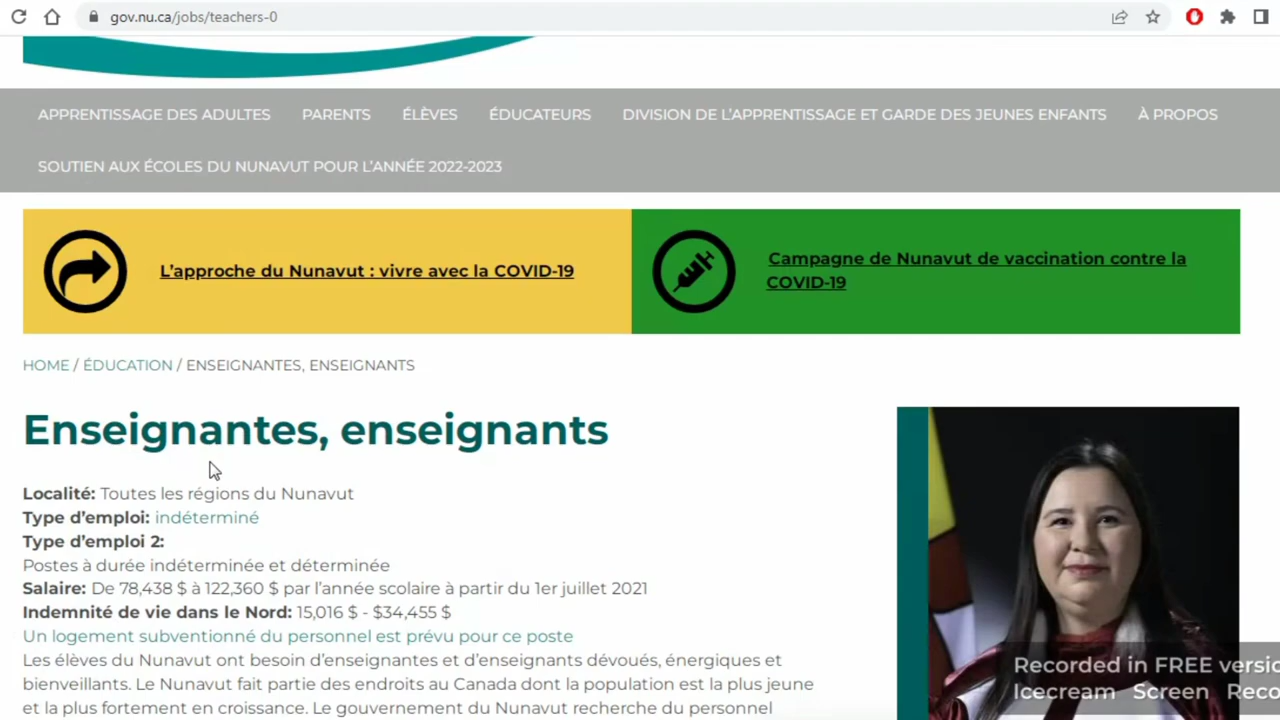 gov.nu.ca/jobs/teachers-0
APPRENTISSAGE DES ADULTES PARENTS ÉLÈVES ÉDUCATEURS DIVISION DE L'APPRENTISSAGE ET GARDE DES JEUNES ENFANTS À PROPOS
SOUTIEN AUX ÉCOLES DU NUNAVUT POUR L'ANNÉE 2022-2023
L'approche du Nunavut : vivre avec la COVID-19
Campagne de Nunavut de vaccination contre la
COVID-19
HOME / ÉDUCATION / ENSEIGNANTES, ENSEIGNANTS
Enseignantes, enseignants
Localité: Toutes les régions du Nunavut
Type d'emploi: indéterminé
Type d'emploi 2:
Postes à durée indéterminée et déterminée
Salaire: De 78,438 $ à 122,360 $ par l'année scolaire à partir du 1er juillet 2021
Indemnité de vie dans le Nord: 15,016 $ - $34,455 $
Un logement subventionné du personnel est prévu pour ce poste
Les élèves du Nunavut ont besoin d'enseignantes et d'enseignants dévoués, énergiques et
bienveillants. Le Nunavut fait partie des endroits au Canada dont la population est la plus jeune
et la plus fortement en croissance. Le gouvernement du Nunavut recherche du personnel
Recorded in FREE versio
Icecream Screen Reco